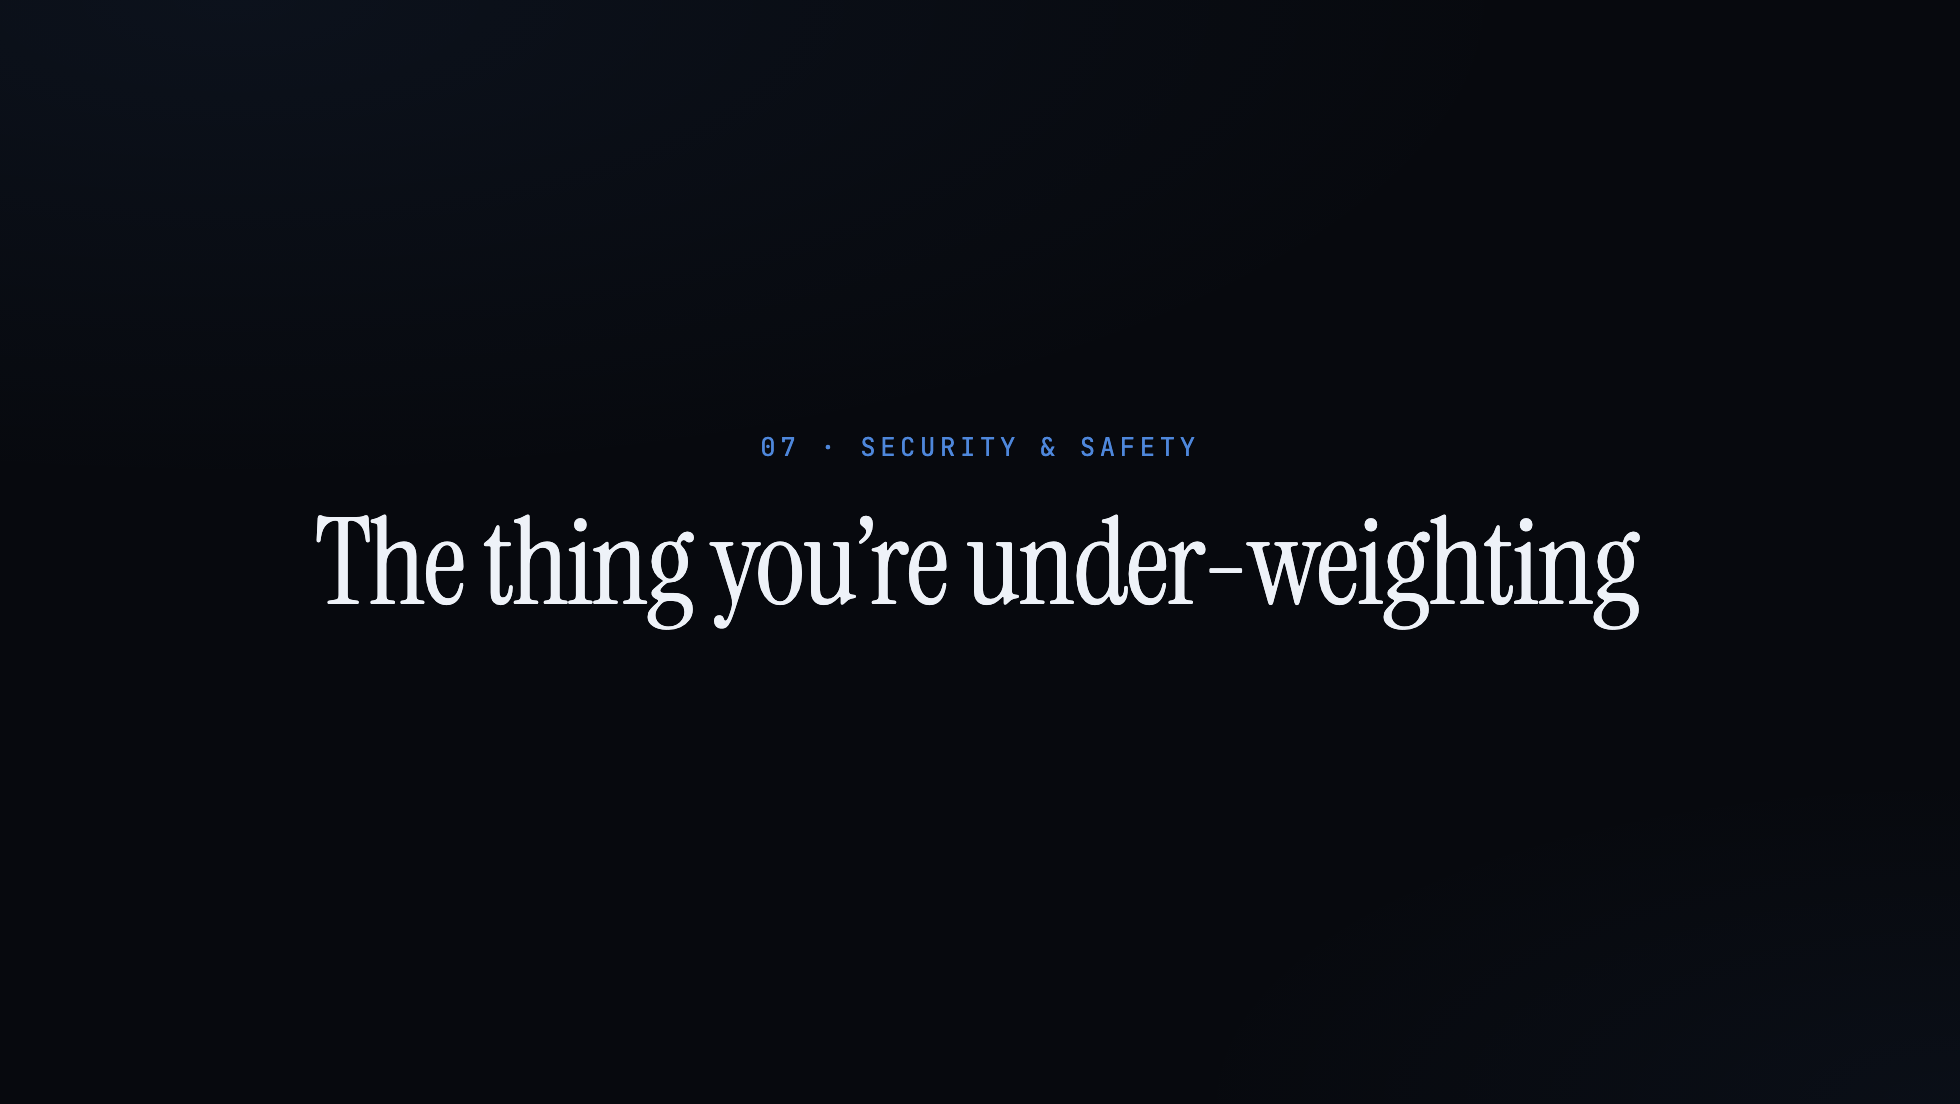 07 · SECURITY & SAFETY
The thing you’re under-weighting